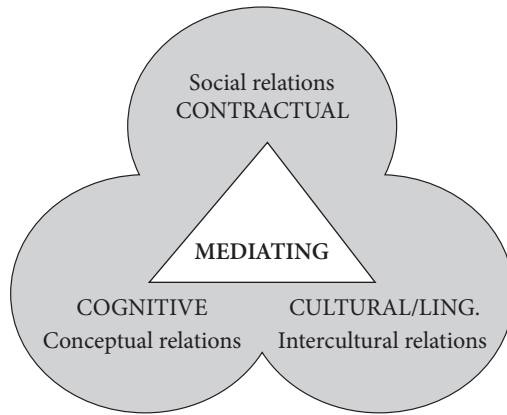 Social relations
CONTRACTUAL
MEDIATING
COGNITIVE
Conceptual relations
CULTURAL/LING.
Intercultural relations